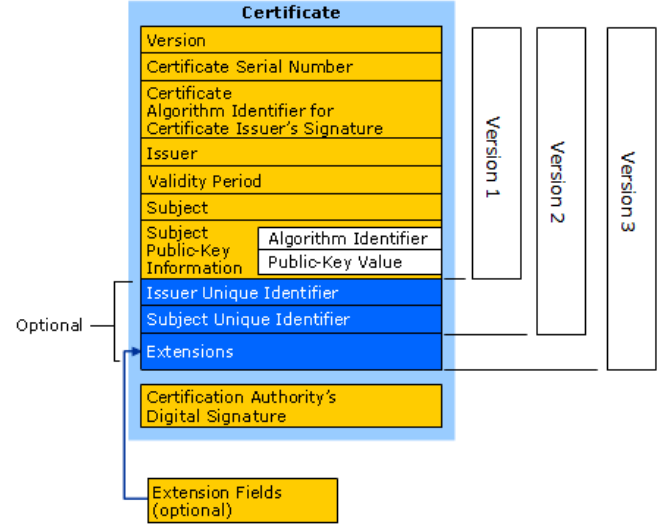 Certificate
Version
Certificate Serial Number
Certificate
Algorithm Identifier for
Certificate Issuer's Signature
Issuer
Validity Period
Subject
Subject
Public-Key
Information
Algorithm Identifier
Public-Key Value
Issuer Unique Identifier
Subject Unique Identifier
Extensions
Optional
Certification Authority's
Digital Signature
Extension Fields
(optional)
Version 1
Version 2
Version 3